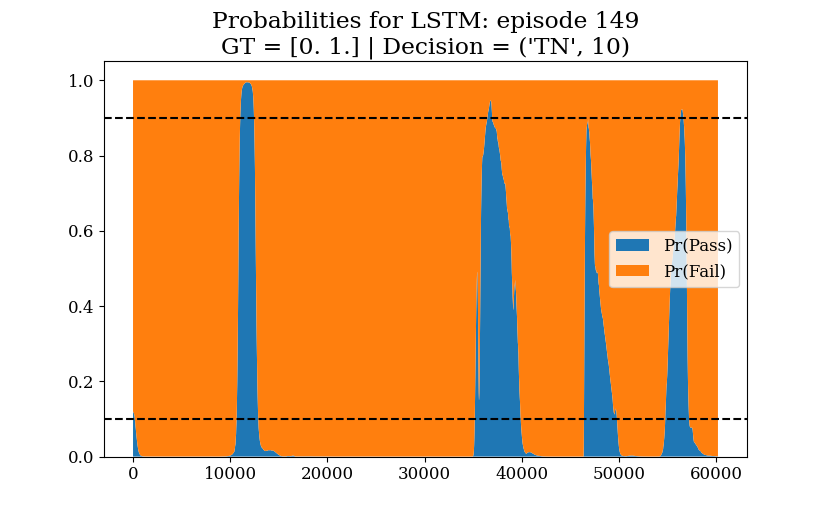 Probabilities for LSTM: episode 149
GT = [0. 1.] | Decision = ('TN', 10)
1.0
0.8
0.6
0.4
0.2
0.0
Pr(Pass)
Pr(Fail)
0 10000 20000 30000 40000 50000 60000